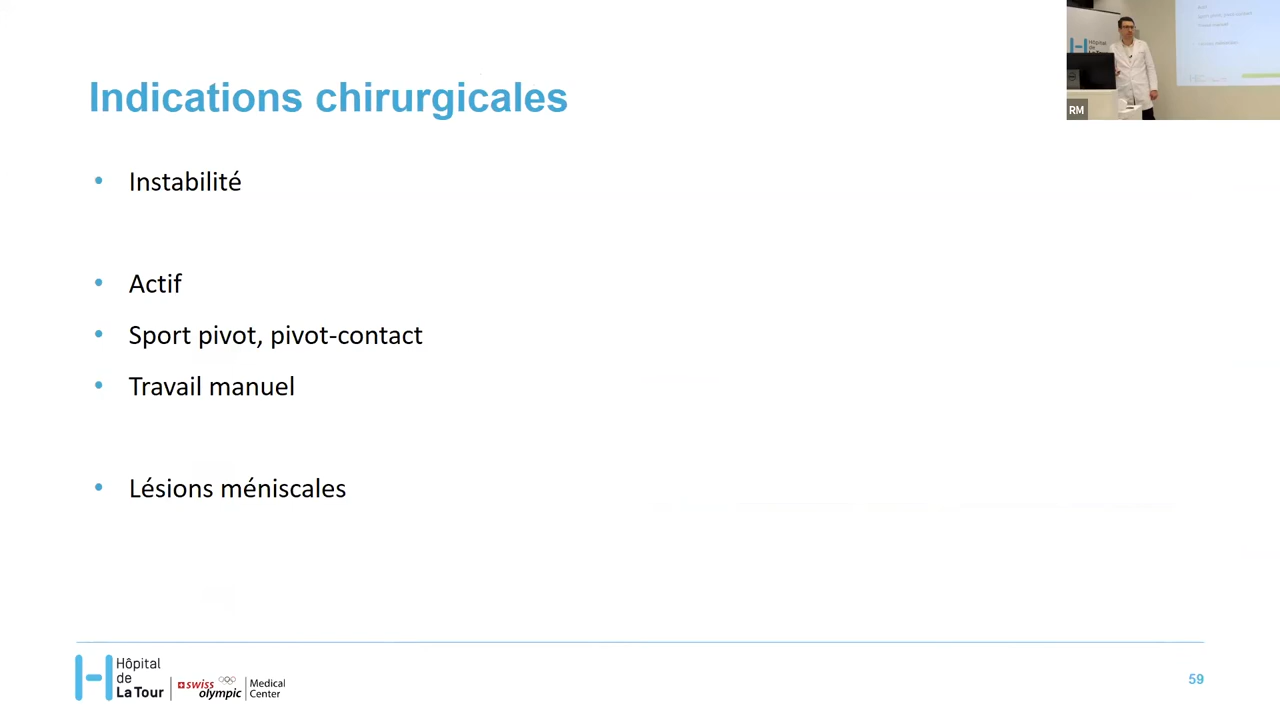 Indications chirurgicales
RM
• Instabilité
• Actif
• Sport pivot, pivot-contact
• Travail manuel
• Lésions méniscales
Hôpital
de
La Tour
swiss
olympic
Medical
Center
59